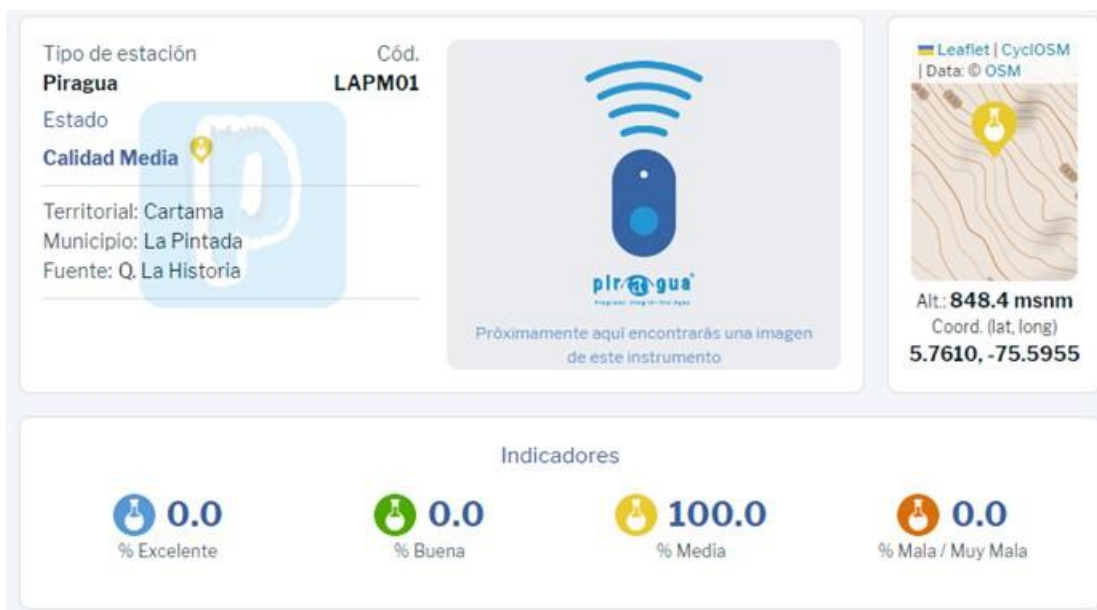 Tipo de estación Cód.
Piragua LAPM01
Estado
Calidad Media
Territorial: Cartama
Municipio: La Pintada
Fuente: Q. La Historia
piragua
Próximamente aquí encontrarás una imagen
de este instrumento
Leaflet | CyclOSM
| Data: © OSM
Alt.: 848.4 msnm
Coord. (lat, long)
5.7610, -75.5955
Indicadores
0.0 0.0 100.0 0.0
% Excelente % Buena % Media % Mala / Muy Mala